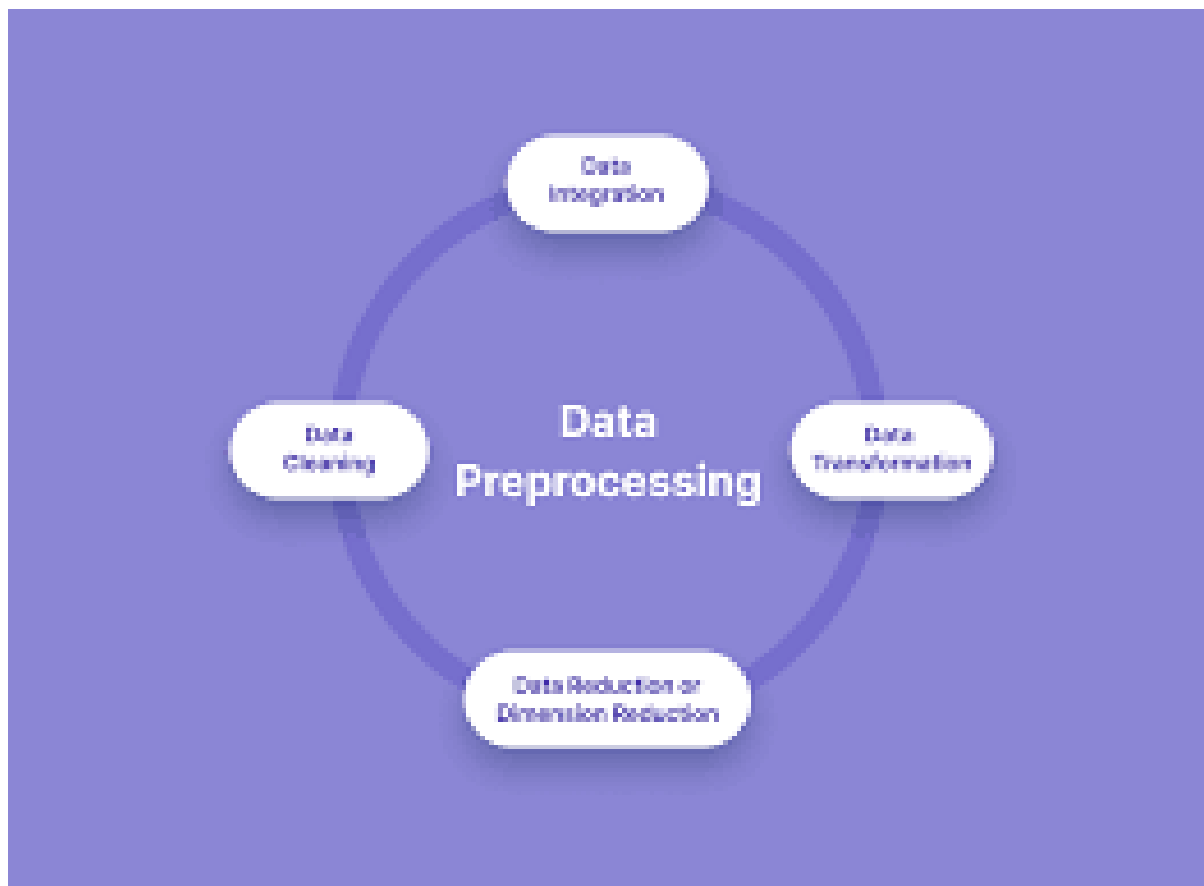 Data
Integration
Data
Cleaning
Data
Preprocessing
Data
Transformation
Data Reduction or
Dimension Reduction